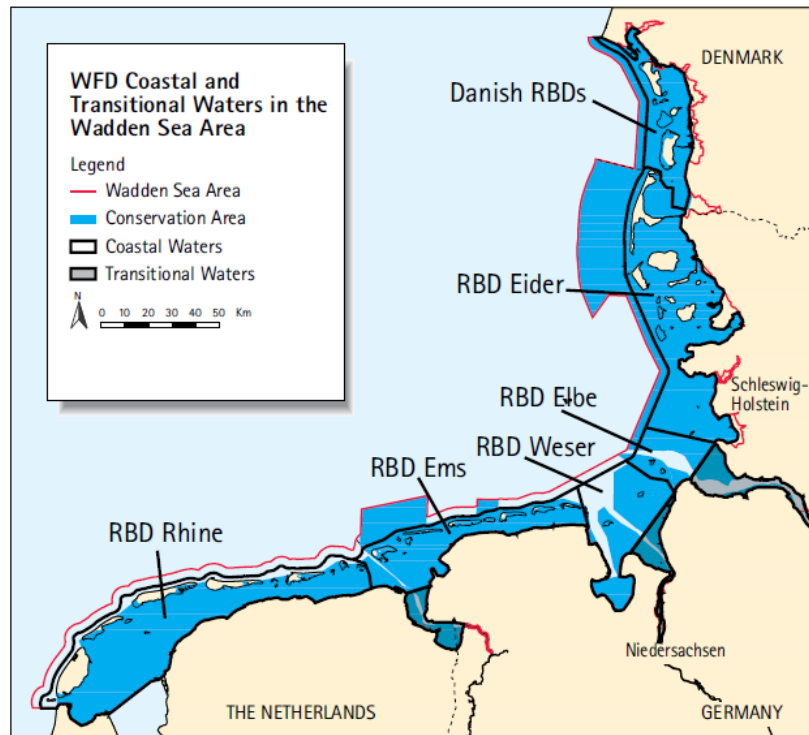 WFD Coastal and
Transitional Waters in the
Wadden Sea Area
Legend
Wadden Sea Area
Conservation Area
Coastal Waters
Transitional Waters
N
0 10 20 30 40 50 Km
DENMARK
Danish RBDs
RBD Eider
Schleswig-
Holstein
RBD Elbe
RBD Weser
RBD Ems
RBD Rhine
Niedersachsen
THE NETHERLANDS
GERMANY